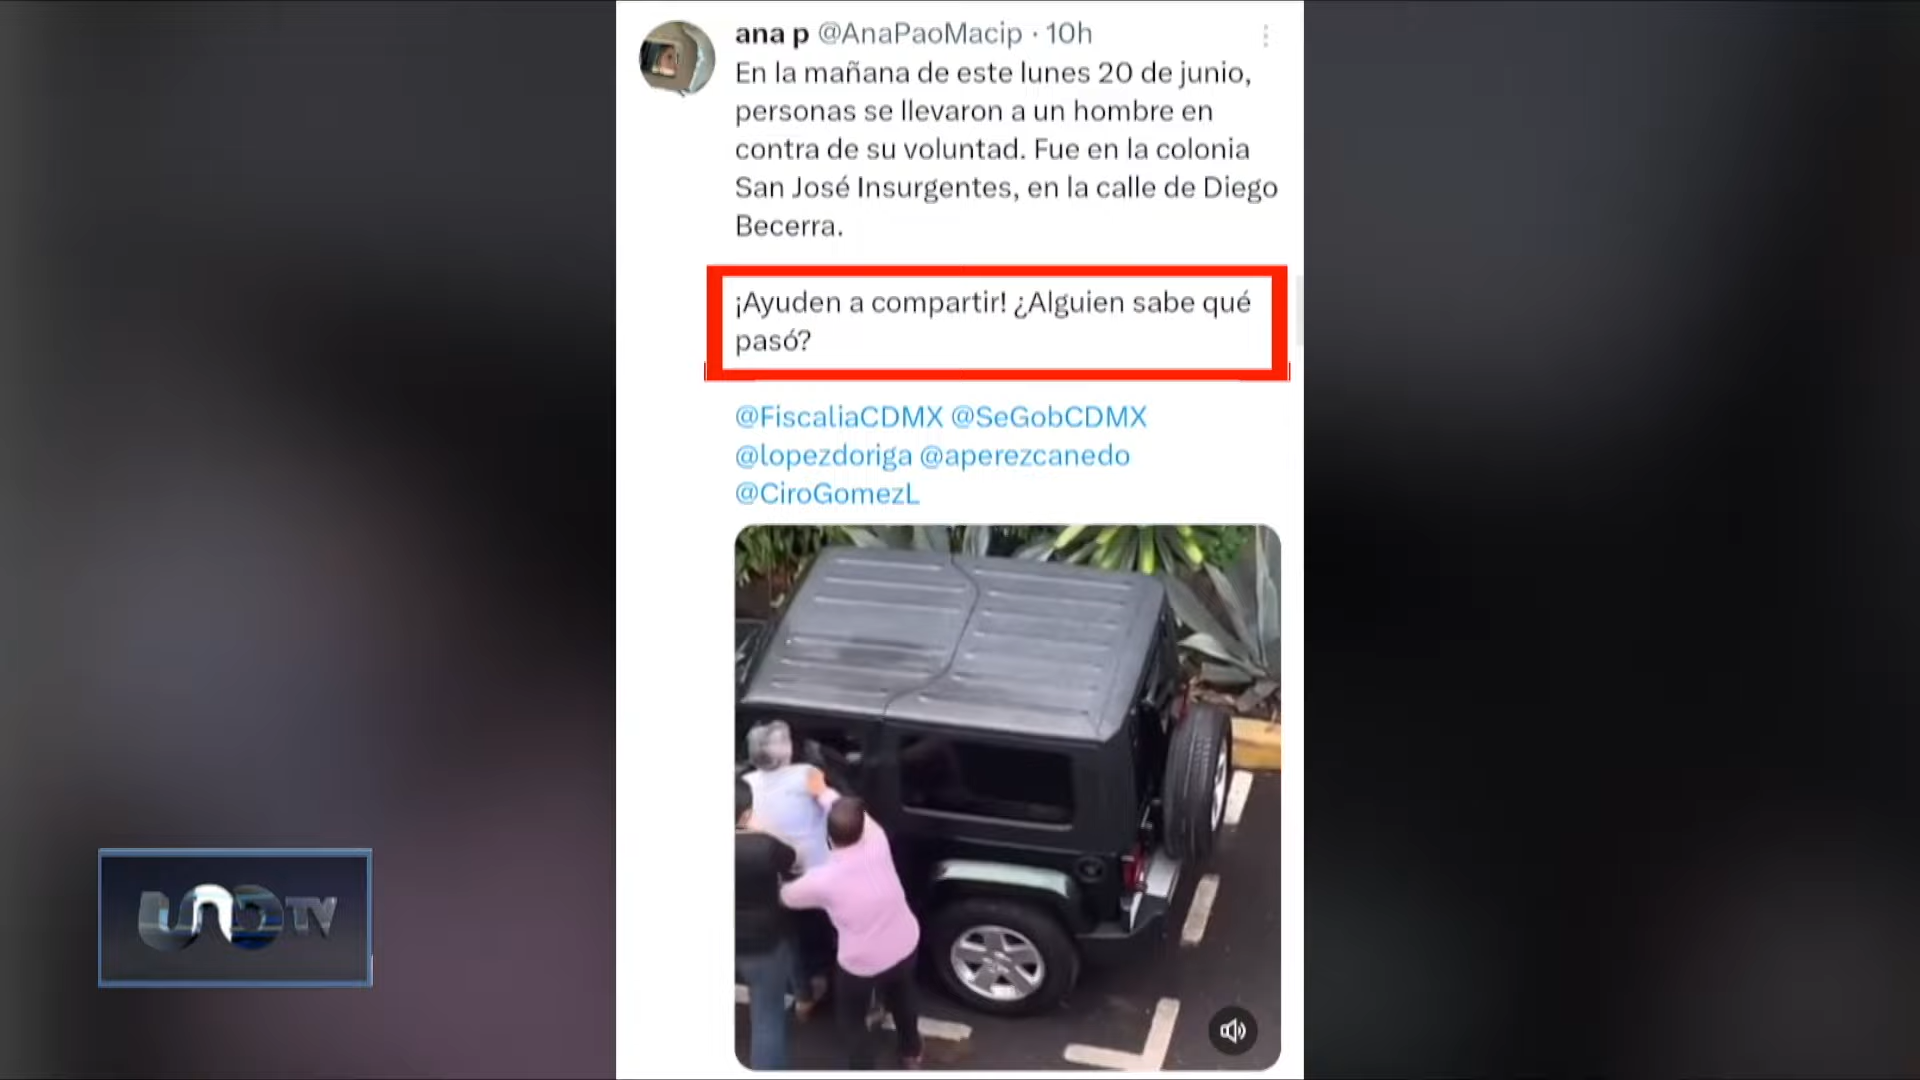 ana p @AnaPaoMacip · 10h
En la mañana de este lunes 20 de junio,
personas se llevaron a un hombre en
contra de su voluntad. Fue en la colonia
San José Insurgentes, en la calle de Diego
Becerra.
¡Ayuden a compartir! ¿Alguien sabe qué
pasó?
@FiscaliaCDMX @SeGobCDMX
@lopezdoriga @aperezcanedo
@CiroGomezL
UNO TV